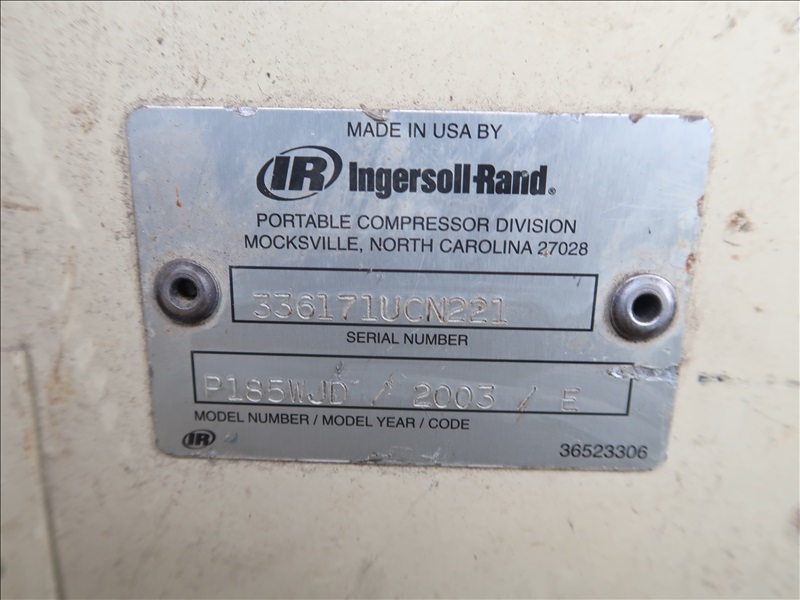 MADE IN USA BY
IR Ingersoll-Rand®
PORTABLE COMPRESSOR DIVISION
MOCKSVILLE, NORTH CAROLINA 27028
336171UCN221
SERIAL NUMBER
P185WJD / 2003 / E
MODEL NUMBER / MODEL YEAR / CODE
IR
36523306